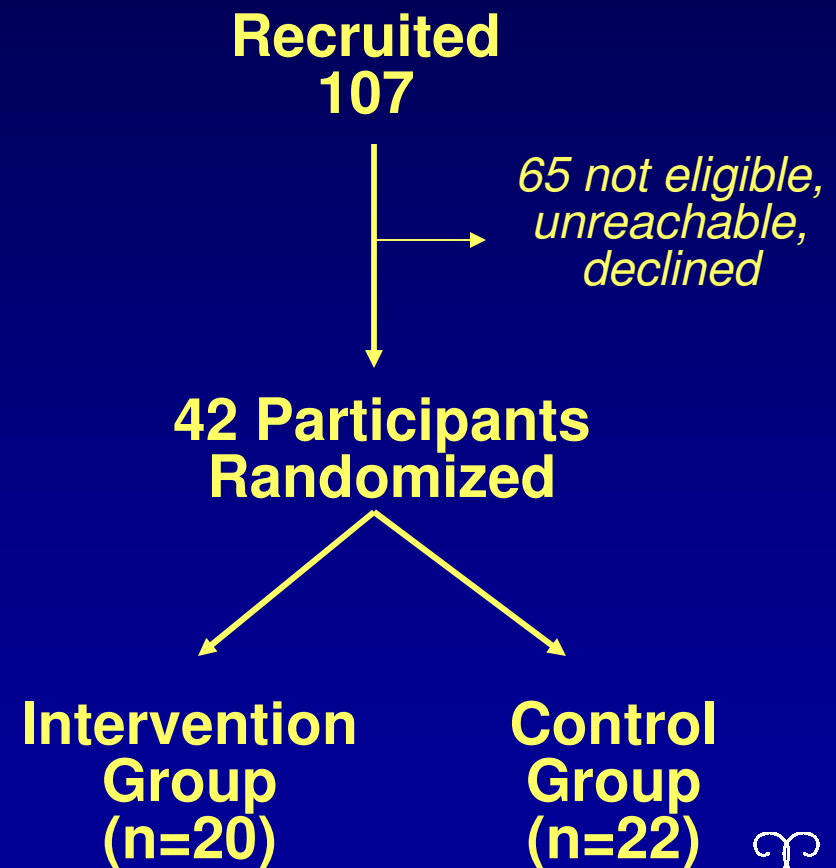 Recruited
107
65 not eligible,
unreachable,
declined
42 Participants
Randomized
Intervention
Group
(n=20)
Control
Group
(n=22)